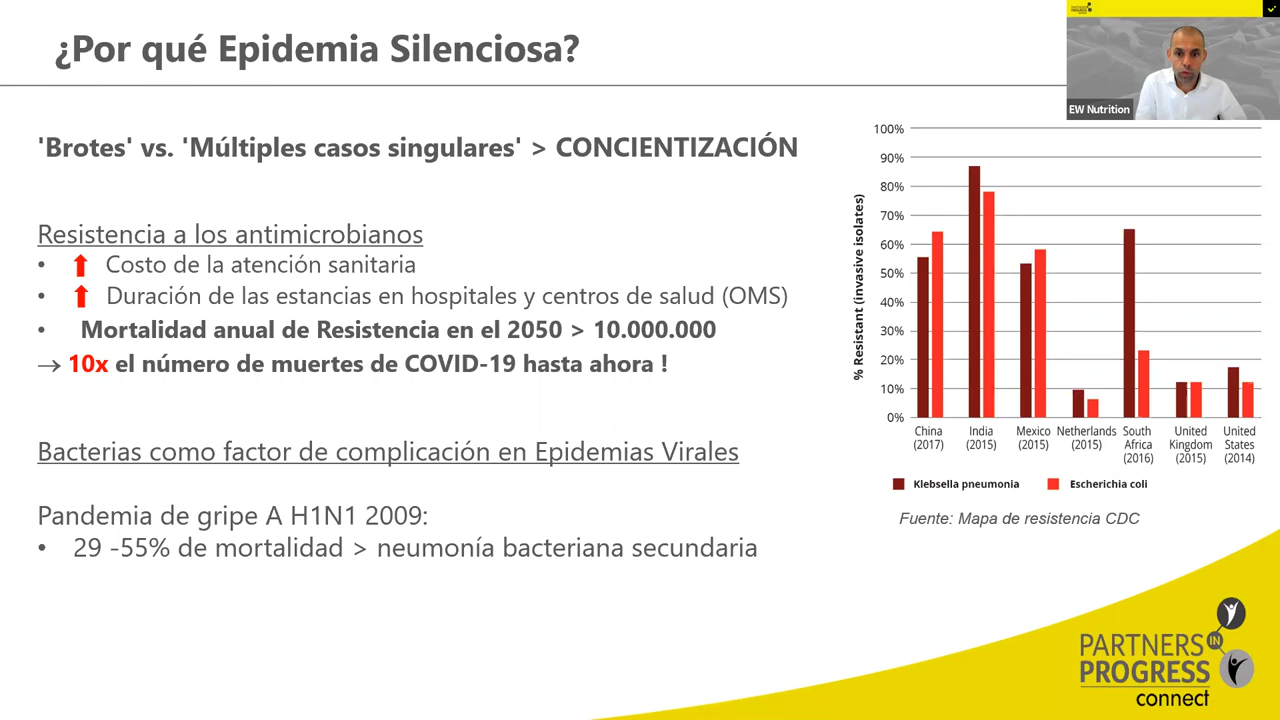 ¿Por qué Epidemia Silenciosa?
PARTNERS IN PROGRESS
EW Nutrition
'Brotes' vs. 'Múltiples casos singulares' > CONCIENTIZACIÓN
Resistencia a los antimicrobianos
• Costo de la atención sanitaria
• Duración de las estancias en hospitales y centros de salud (OMS)
• Mortalidad anual de Resistencia en el 2050 > 10.000.000
→ 10x el número de muertes de COVID-19 hasta ahora !
Bacterias como factor de complicación en Epidemias Virales
Pandemia de gripe A H1N1 2009:
• 29 -55% de mortalidad > neumonía bacteriana secundaria
% Resistant (invasive isolates)
100%
90%
80%
70%
60%
50%
40%
30%
20%
10%
0%
China (2017)
India (2015)
Mexico (2015)
Netherlands (2015)
South Africa (2016)
United Kingdom (2015)
United States (2014)
Klebsella pneumonia
Escherichia coli
Fuente: Mapa de resistencia CDC
PARTNERS IN
PROGRESS
connect